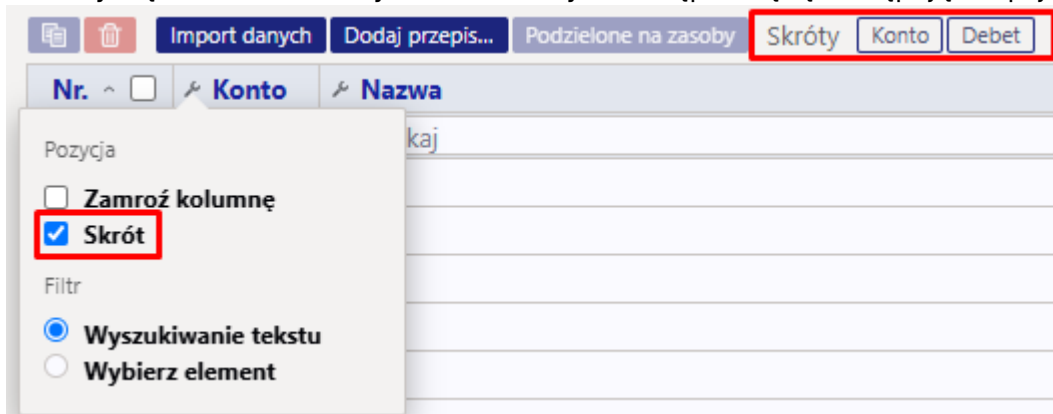 Import danych Dodaj przepis... Podzielone na zasoby Skróty Konto Debet
Nr. Konto Nazwa
kaj
Pozycja
Zamroź kolumnę
Skrót
Filtr
Wyszukiwanie tekstu
Wybierz element